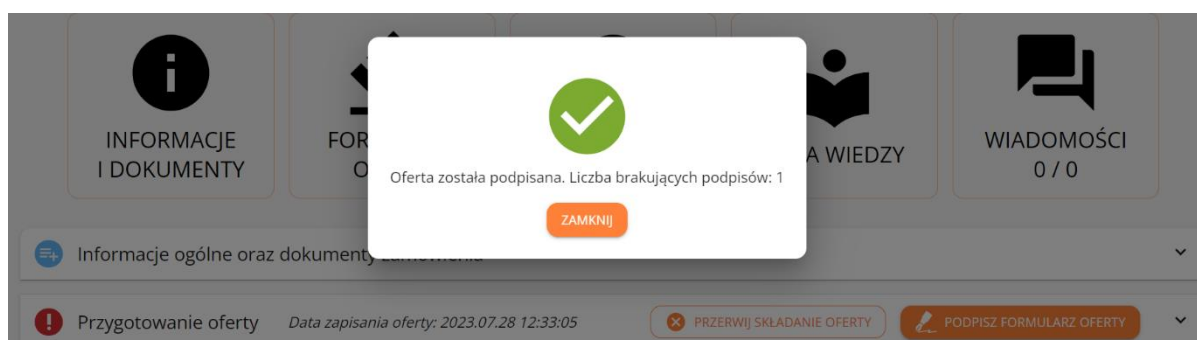 INFORMACJE
I DOKUMENTY
FOR
O
A WIEDZY
WIADOMOŚCI
0 / 0
Oferta została podpisana. Liczba brakujących podpisów: 1
ZAMKNIJ
Informacje ogólne oraz dokumenty zamówienia
Przygotowanie oferty Data zapisania oferty: 2023.07.28 12:33:05 PRZERWIJ SKŁADANIE OFERTY PODPISZ FORMULARZ OFERTY